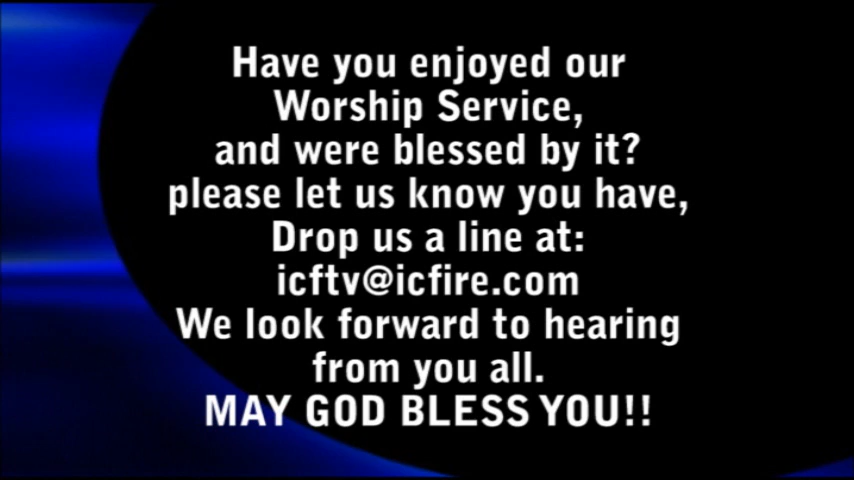 Have you enjoyed our
Worship Service,
and were blessed by it?
please let us know you have,
Drop us a line at:
icftv@icfire.com
We look forward to hearing
from you all.
MAY GOD BLESS YOU!!